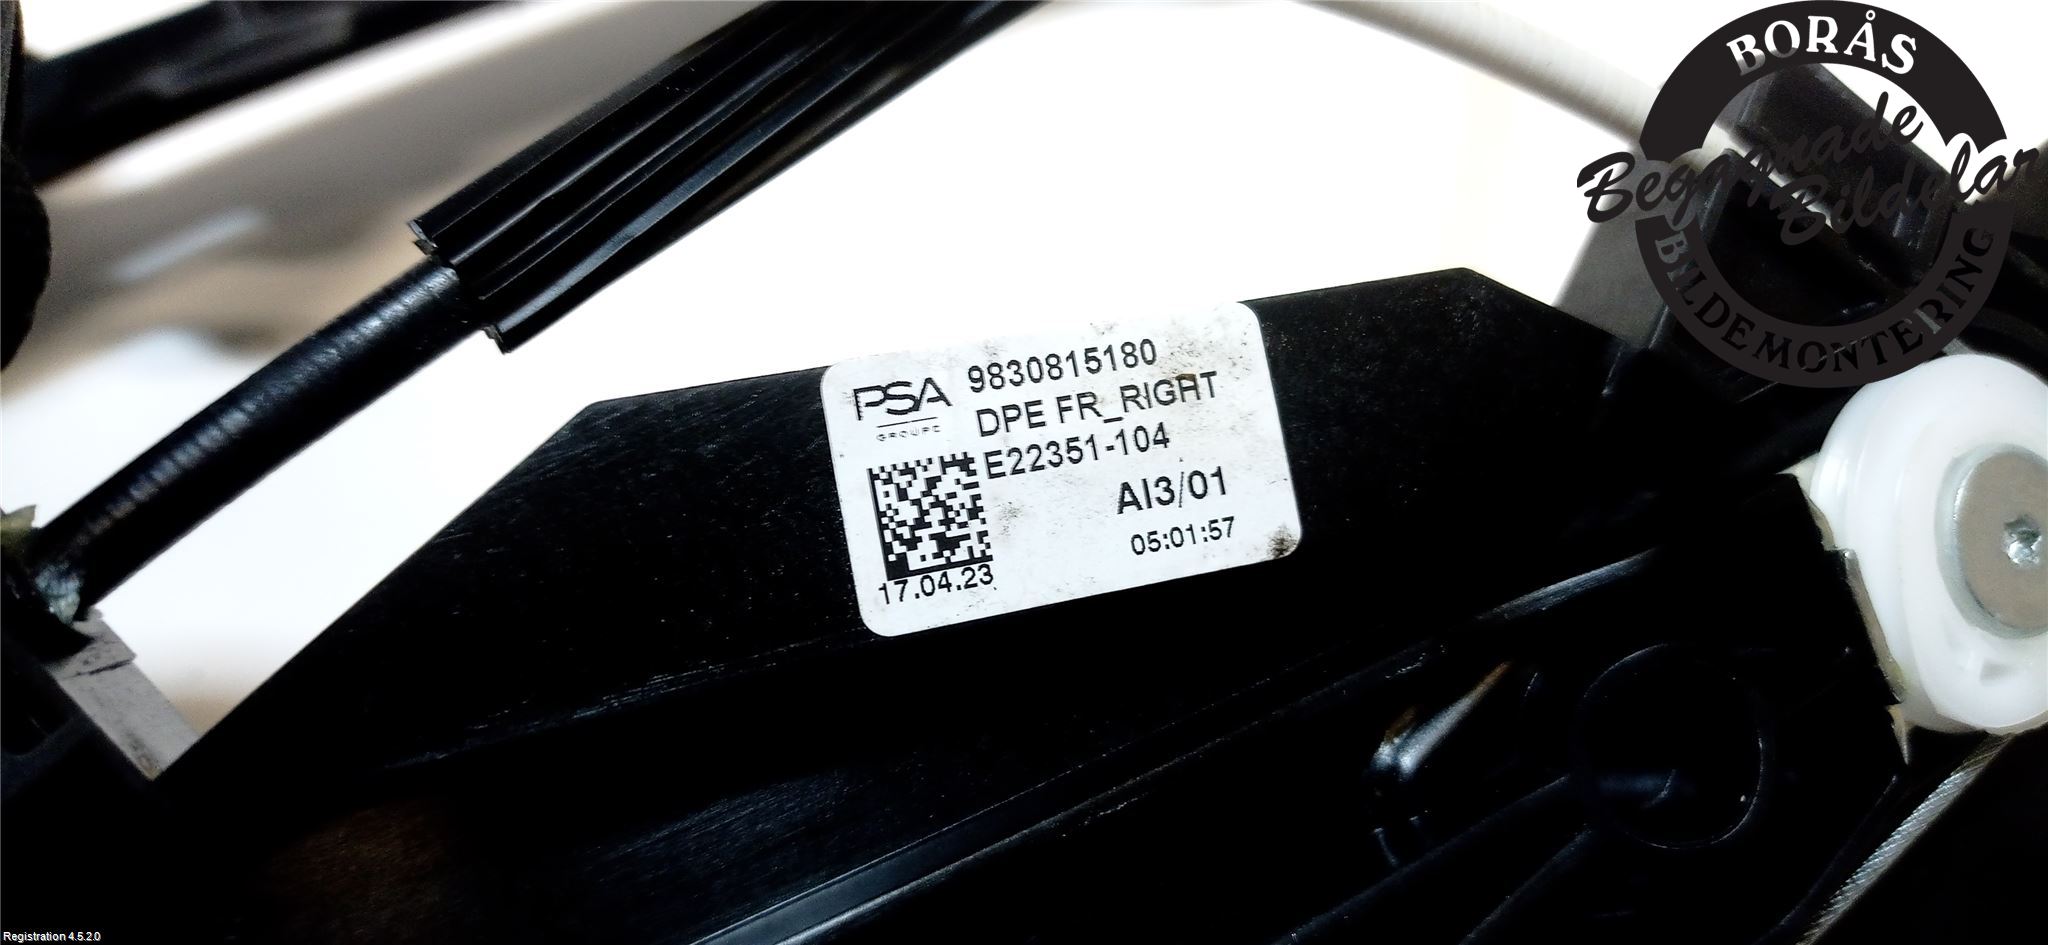 BORÅS
Begagnade
Bildelar
BILDEMONTERING
PSA
GROUPE
9830815180
DPE FR_RIGHT
E22351-104
AI3/01
05:01:57
17.04.23
Registration 4.5.2.0